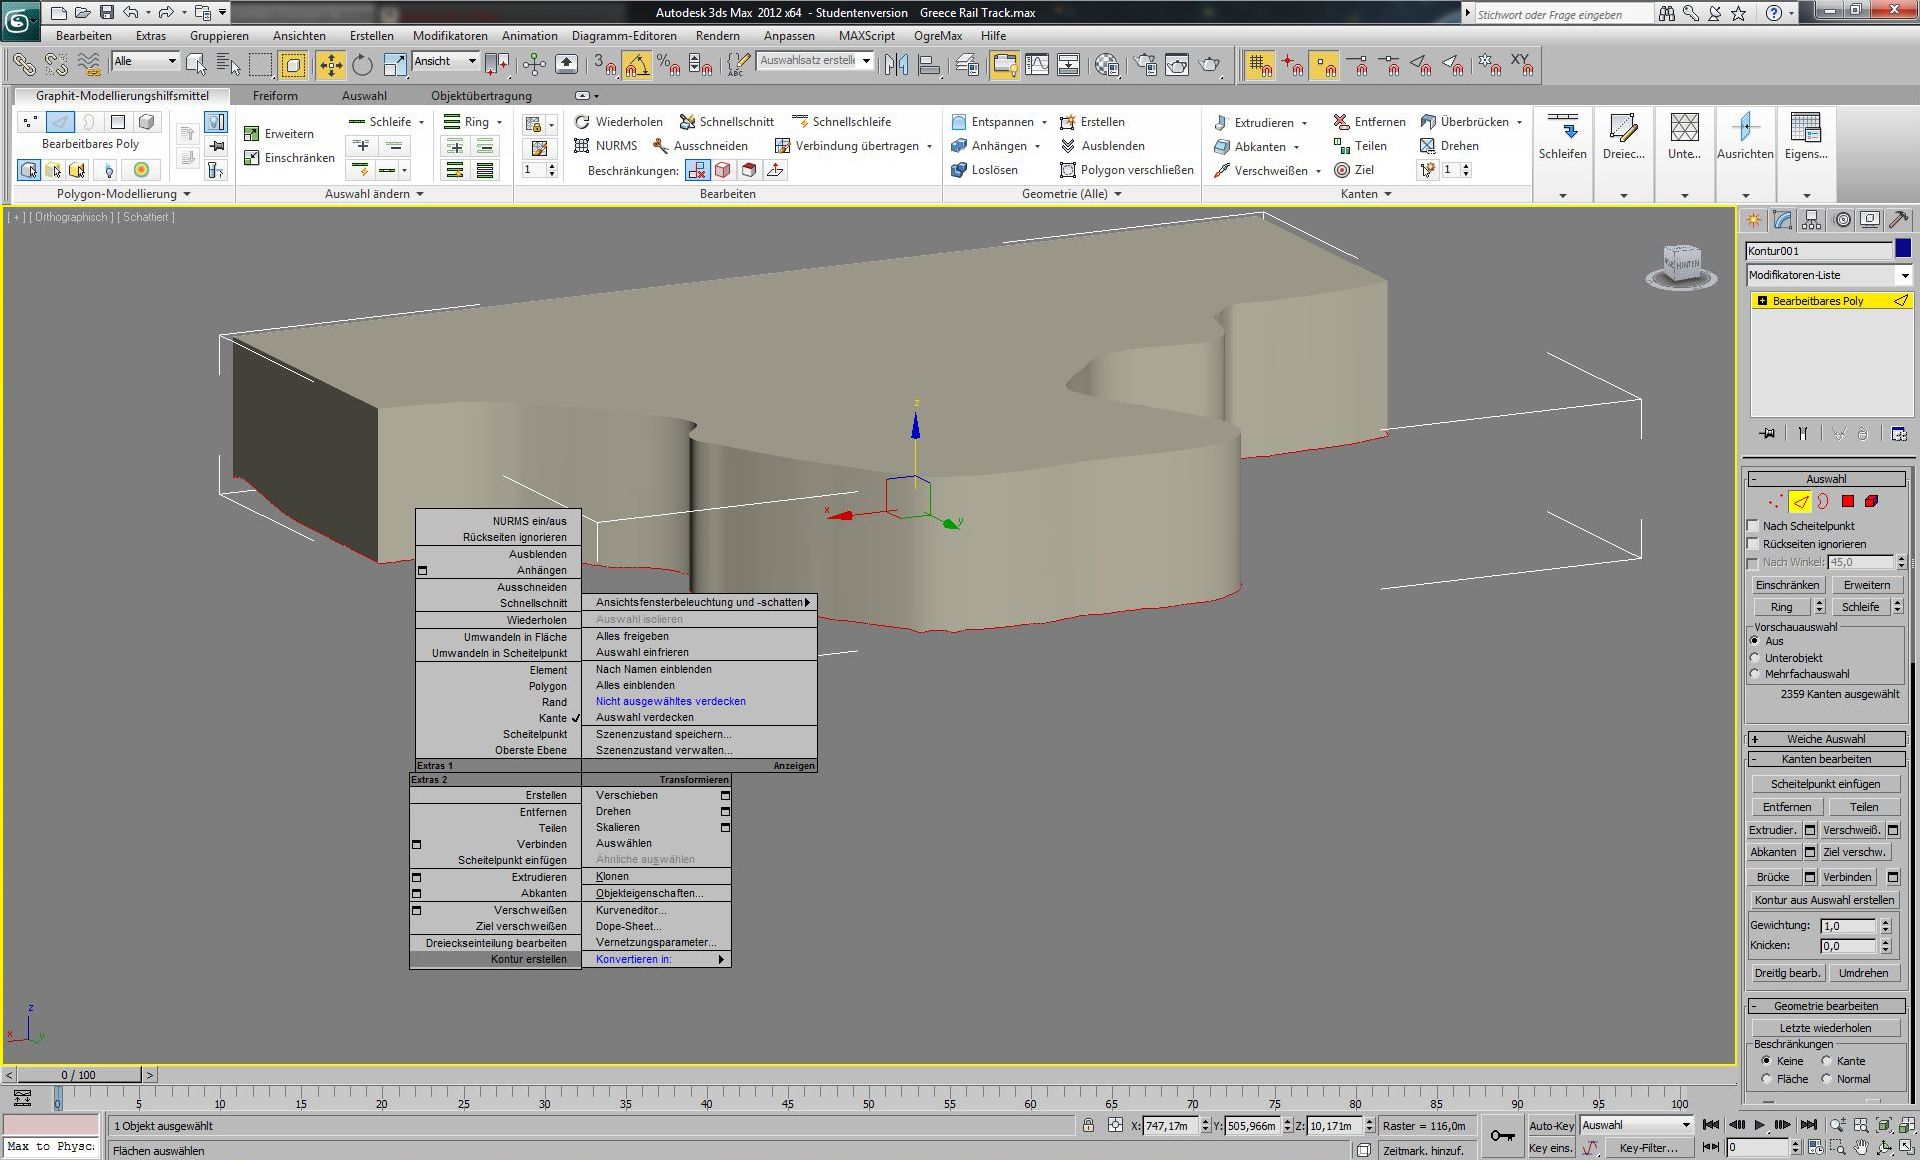 Autodesk 3ds Max 2012 x64 - Studentenversion Greece Rail Track.max
Stichwort oder Frage eingeben
Bearbeiten Extras Gruppieren Ansichten Erstellen Modifikatoren Animation Diagramm-Editoren Rendern Anpassen MAXScript OgreMax Hilfe
Alle Ansicht 3 Auswahlsatz erstelle XY
Graphit-Modellierungshilfsmittel Freiform Auswahl Objektübertragung
Bearbeitbares Poly
Polygon-Modellierung
Erweitern
Einschränken
Schleife
Ring
1
Auswahl ändern
Wiederholen Schnellschnitt Schnellschleife
NURMS Ausschneiden Verbindung übertragen
Beschränkungen:
Bearbeiten
Entspannen Erstellen
Anhängen Ausblenden
Loslösen Polygon verschließen
Geometrie (Alle)
Extrudieren Entfernen Überbrücken
Abkanten Teilen Drehen
Verschweißen Ziel 1
Kanten
Schleifen Dreiec... Unte... Ausrichten Eigens...
[ + ] [ Orthographisch ] [ Schattiert ]
HINTEN
z
x
y
NURMS ein/aus
Rückseiten ignorieren
Ausblenden
Anhängen
Ausschneiden
Schnellschnitt
Wiederholen
Umwandeln in Fläche
Umwandeln in Scheitelpunkt
Element
Polygon
Rand
Kante
Scheitelpunkt
Oberste Ebene
Extras 1
Ansichtsfensterbeleuchtung und -schatten
Auswahl isolieren
Alles freigeben
Auswahl einfrieren
Nach Namen einblenden
Alles einblenden
Nicht ausgewähltes verdecken
Auswahl verdecken
Szenenzustand speichern...
Szenenzustand verwalten...
Anzeigen
Extras 2
Erstellen
Entfernen
Teilen
Verbinden
Scheitelpunkt einfügen
Extrudieren
Abkanten
Verschweißen
Ziel verschweißen
Dreieckseinteilung bearbeiten
Kontur erstellen
Transformieren
Verschieben
Drehen
Skalieren
Auswählen
Ähnliche auswählen
Klonen
Objekteigenschaften...
Kurveneditor...
Dope-Sheet...
Vernetzungsparameter...
Konvertieren in:
z
x
y
Kontur001
Modifikatoren-Liste
Bearbeitbares Poly
- Auswahl
Nach Scheitelpunkt
Rückseiten ignorieren
Nach Winkel: 45,0
Einschränken Erweitern
Ring Schleife
Vorschauauswahl
Aus
Unterobjekt
Mehrfachauswahl
2359 Kanten ausgewählt
+ Weiche Auswahl
- Kanten bearbeiten
Scheitelpunkt einfügen
Entfernen Teilen
Extrudier. Verschweiß.
Abkanten Ziel verschw.
Brücke Verbinden
Kontur aus Auswahl erstellen
Gewichtung: 1,0
Knicken: 0,0
Dreitlg bearb. Umdrehen
- Geometrie bearbeiten
Letzte wiederholen
Beschränkungen
Keine Kante
Fläche Normal
< 0 / 100 >
0 5 10 15 20 25 30 35 40 45 50 55 60 65 70 75 80 85 90 95 100
1 Objekt ausgewählt X: 747,17m Y: 505,966m Z: 10,171m Raster = 116,0m Auto-Key Auswahl
Max to Physc: Flächen auswählen Zeitmark. hinzuf. Key eins. Key-Filter... 0